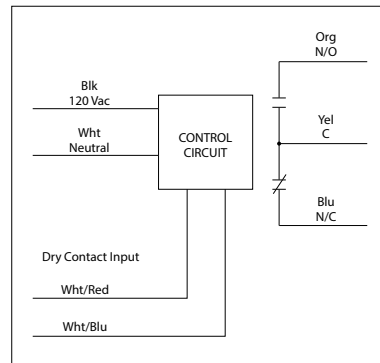 Blk
120 Vac
Wht
Neutral
CONTROL
CIRCUIT
Org
N/O
Yel
C
Blu
N/C
Dry Contact Input
Wht/Red
Wht/Blu